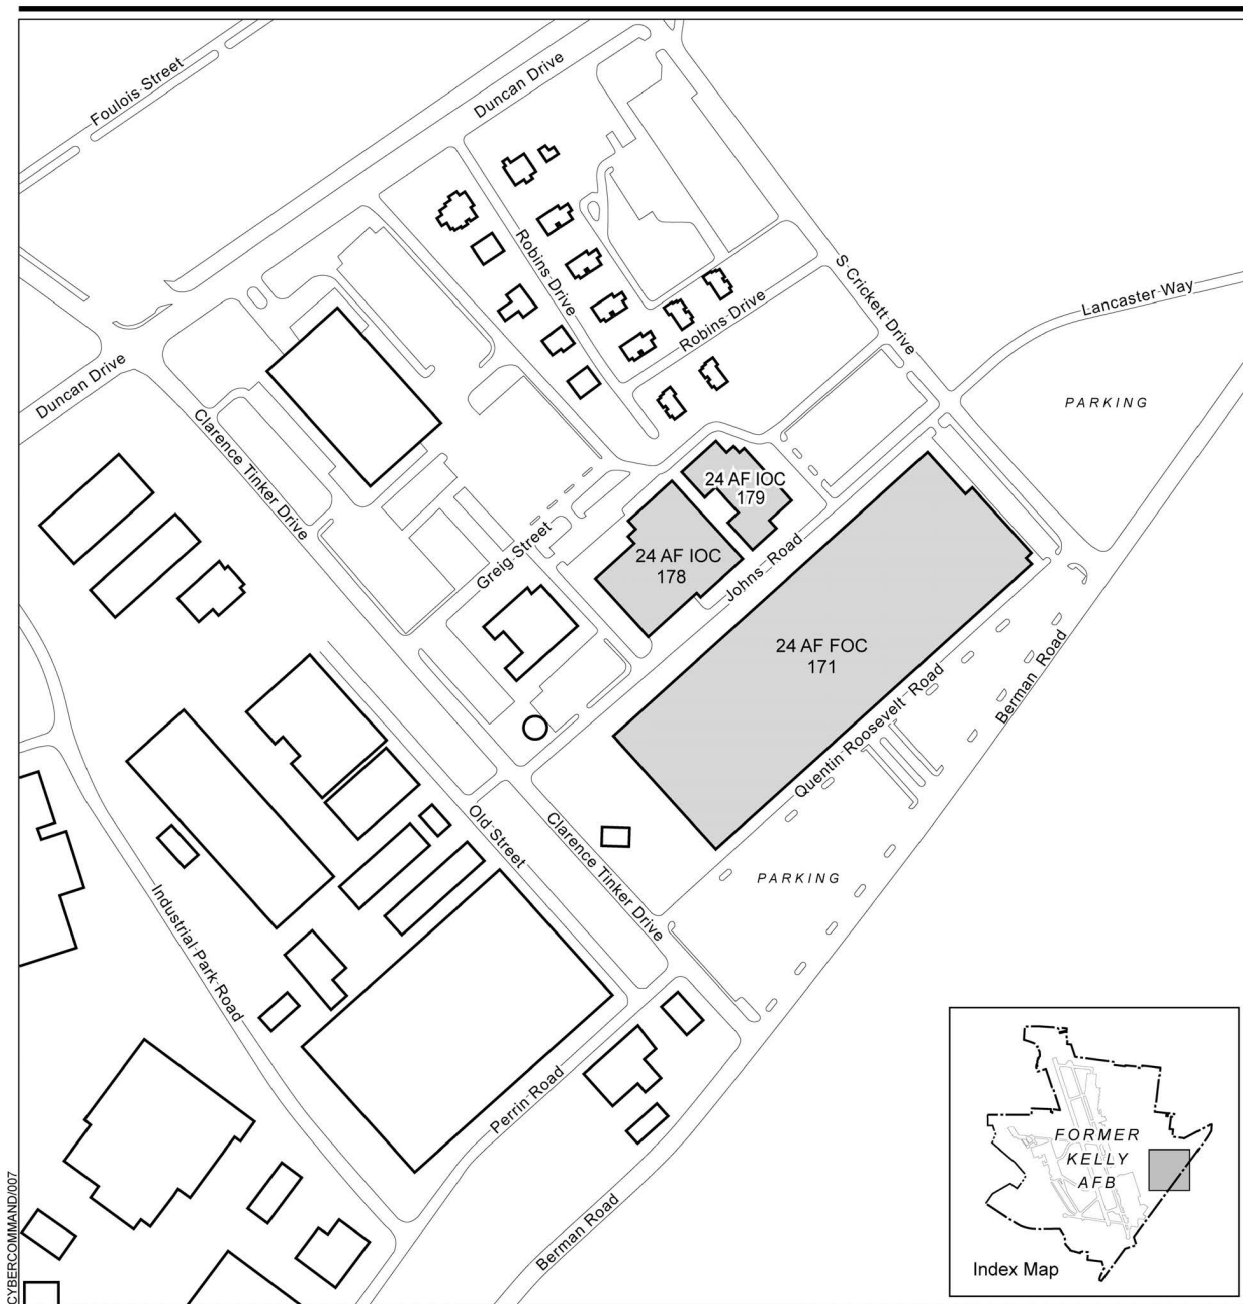 Foulois Street
Duncan Drive
Robins Drive
S Crickett Drive
Lancaster Way
Robins Drive
Duncan Drive
PARKING
Clarence Tinker Drive
24 AF IOC
179
Greig Street
24 AF IOC
178
Johns Road
24 AF FOC
171
Berman Road
Quentin Roosevelt Road
Old Street
Clarence Tinker Drive
PARKING
Industrial Park Road
Perrin Road
Berman Road
FORMER
KELLY
AFB
Index Map
CYBERCOMMAND/007